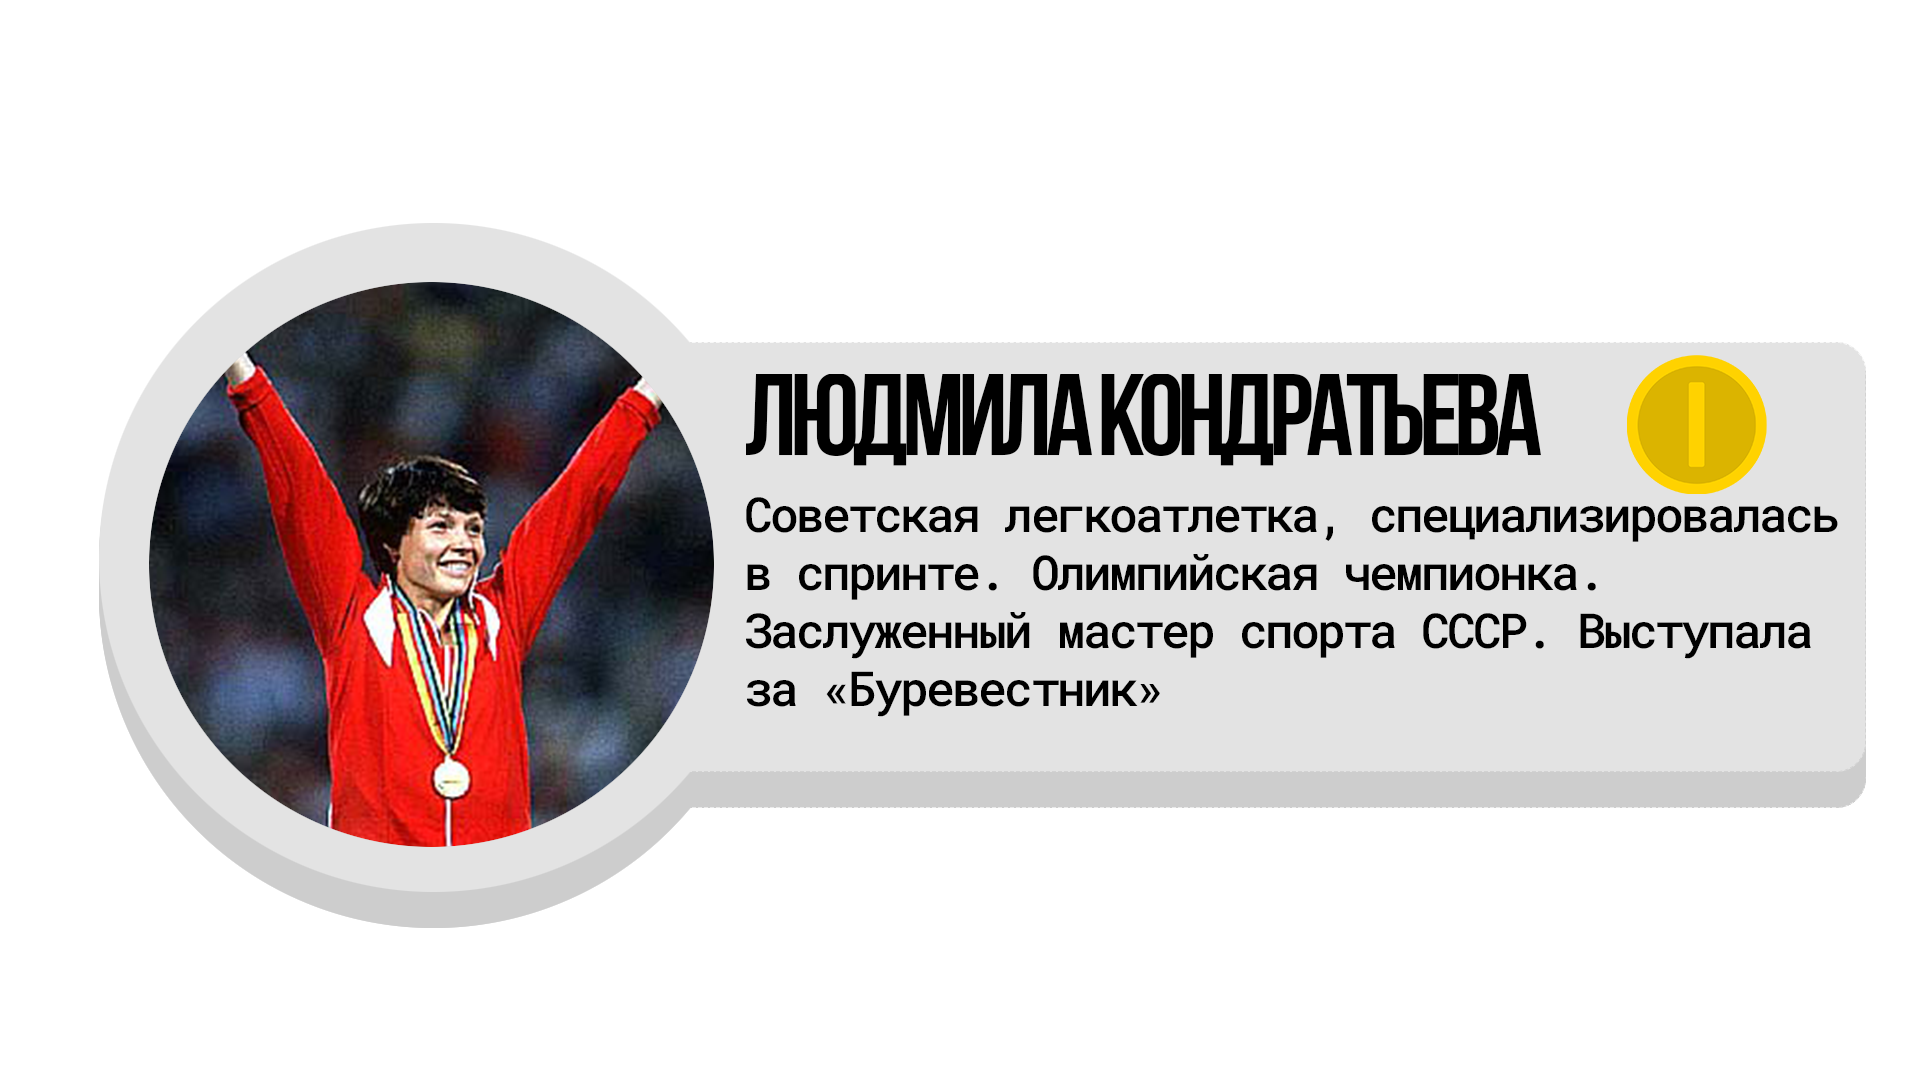 ЛЮДМИЛА КОНДРАТЬЕВА
Советская легкоатлетка, специализировалась
в спринте. Олимпийская чемпионка.
Заслуженный мастер спорта СССР. Выступала
за «Буревестник»